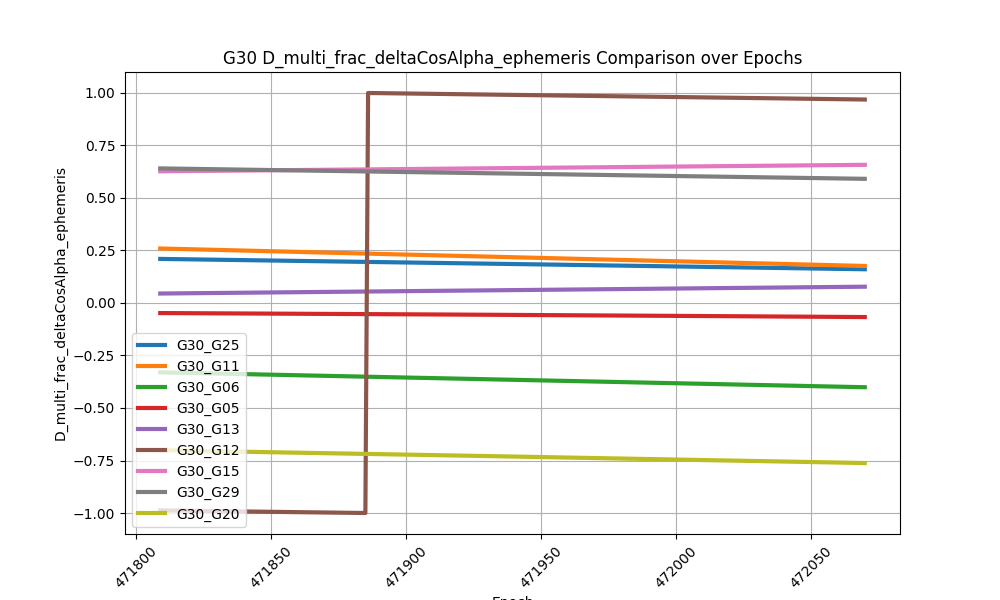 G30 D_multi_frac_deltaCosAlpha_ephemeris Comparison over Epochs
D_multi_frac_deltaCosAlpha_ephemeris
1.00
0.75
0.50
0.25
0.00
−0.25
−0.50
−0.75
−1.00
G30_G25
G30_G11
G30_G06
G30_G05
G30_G13
G30_G12
G30_G15
G30_G29
G30_G20
471800
471850
471900
471950
472000
472050
Epoch